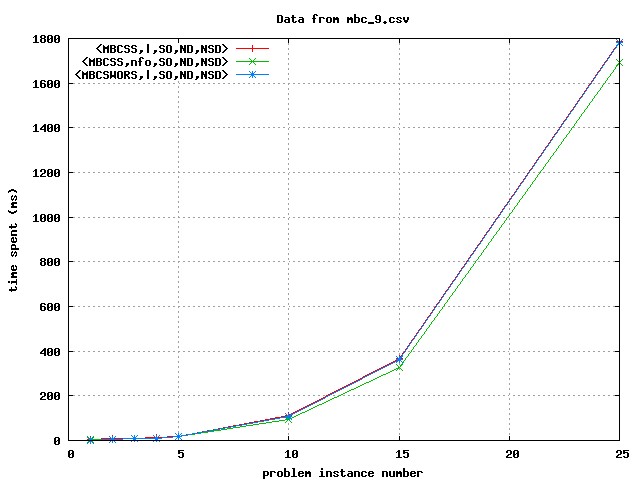 Data from mbc_9.csv
<MBCSS,l,SO,ND,NSD>
<MBCSS,nfo,SO,ND,NSD>
<MBCSWORS,l,SO,ND,NSD>
1800
1600
1400
1200
1000
800
600
400
200
0
0 5 10 15 20 25
time spent (ms)
problem instance number